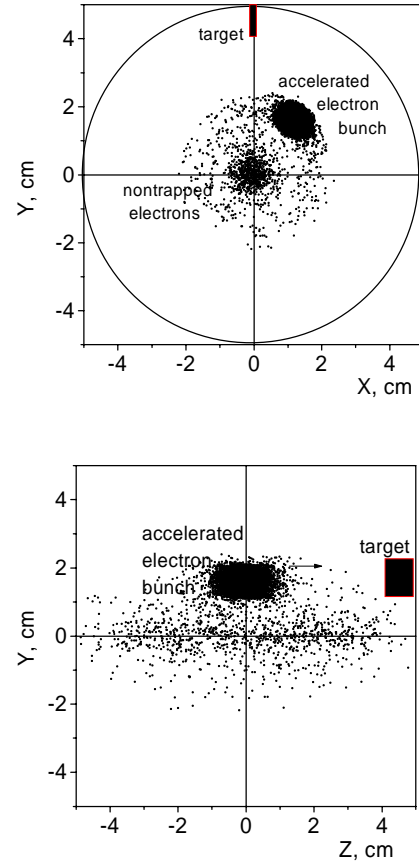 4
target
accelerated
electron
bunch
2
Y, cm
0
nontrapped
electrons
-2
-4
-4 -2 0 2 4
X, cm
4
accelerated
electron
bunch
target
2
Y, cm
0
-2
-4
-4 -2 0 2 4
Z, cm